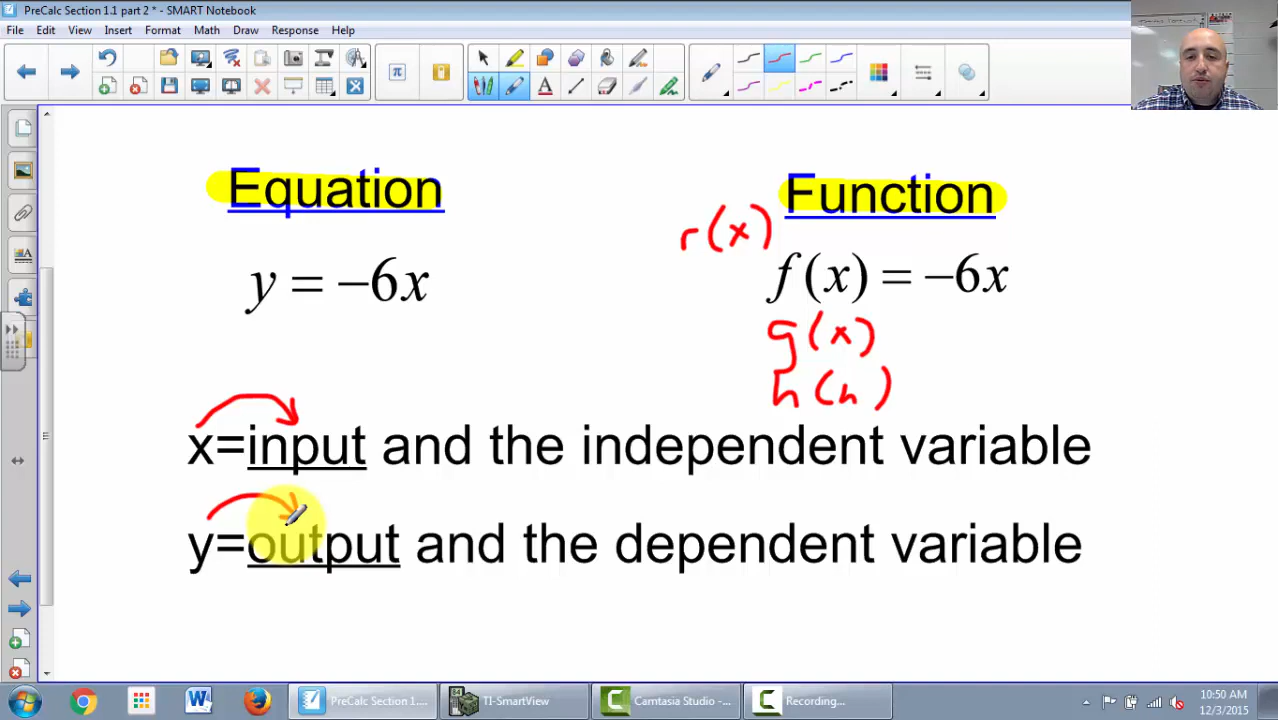 PreCalc Section 1.1 part 2 * - SMART Notebook
File Edit View Insert Format Math Draw Response Help
Equation
Function
r(x)
y = −6x
f(x) = −6x
g(x)
h(h)
x=input and the independent variable
y=output and the dependent variable
PreCalc Section 1....
TI-SmartView
Camtasia Studio -...
Recording...
10:50 AM
12/3/2015